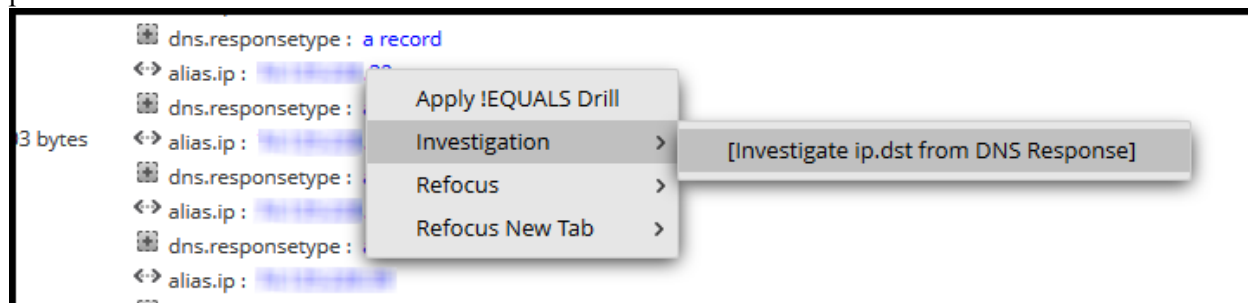 dns.responsetype : a record
alias.ip :
Apply !EQUALS Drill
dns.responsetype :
03 bytes
alias.ip :
Investigation
[Investigate ip.dst from DNS Response]
dns.responsetype :
Refocus
alias.ip :
Refocus New Tab
dns.responsetype :
alias.ip :